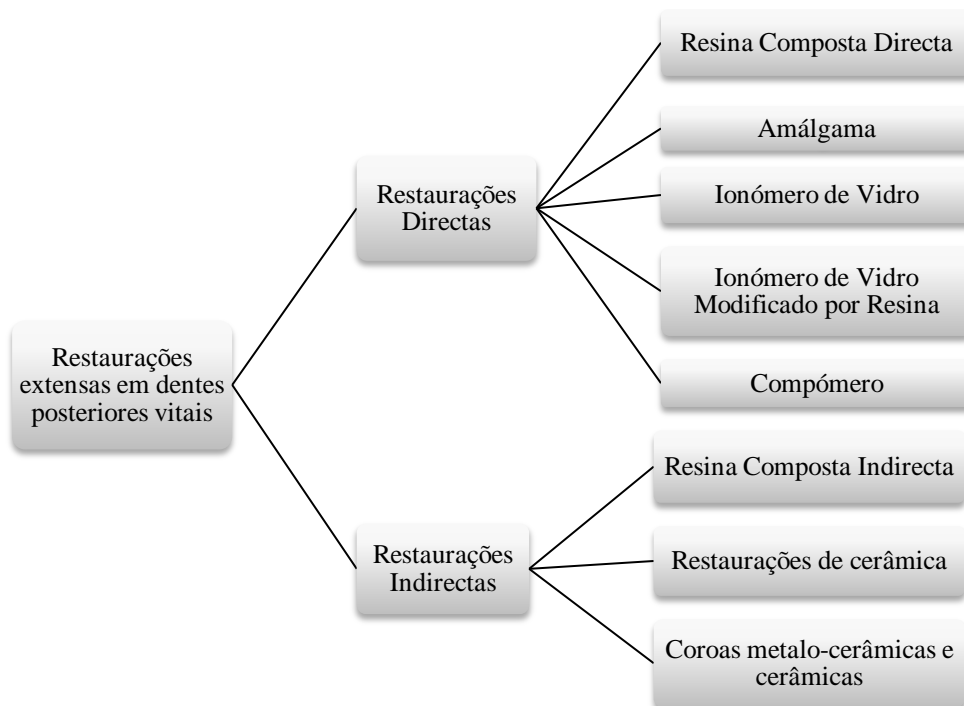 Restaurações
extensas em dentes
posteriores vitais
Restaurações
Directas
Resina Composta Directa
Amálgama
Ionómero de Vidro
Ionómero de Vidro
Modificado por Resina
Compómero
Restaurações
Indirectas
Resina Composta Indirecta
Restaurações de cerâmica
Coroas metalo-cerâmicas e
cerâmicas